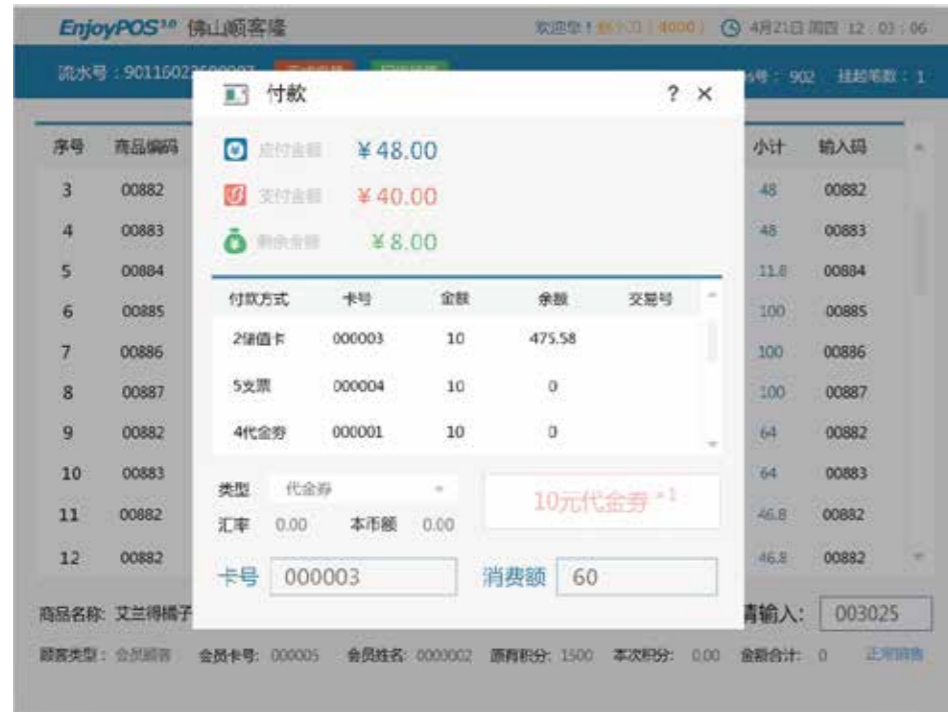 EnjoyPOS3.0 佛山顺客隆 欢迎您！ 4000 4月21日 周四 12 : 03 : 06
流水号：90116022 902 挂起笔数：1
付款 ? ×
序号 商品编码 应付金额 ¥48.00 小计 输入码
3 00882 支付金额 ¥40.00 48 00882
4 00883 剩余金额 ¥8.00 48 00883
5 00884 11.8 00884
付款方式 卡号 金额 余额 交易号
6 00885 100 00885
2储值卡 000003 10 475.58
7 00886 100 00886
5支票 000004 10 0
8 00887 100 00887
4代金券 000001 10 0
9 00882 64 00882
10 00883 64 00883
类型 代金券 10元代金券 *1
11 00882 46.8 00882
汇率 0.00 本币额 0.00
12 00882 46.8 00882
卡号 000003 消费额 60
商品名称: 艾兰得橘子 请输入: 003025
顾客类型：会员顾客 会员卡号: 000005 会员姓名: 0000002 原有积分: 1500 本次积分: 0.00 金额合计: 0 正常销售